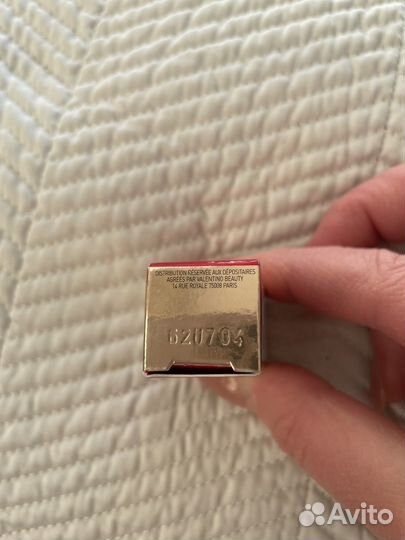 DISTRIBUTION RÉSERVÉE AUX DÉPOSITAIRES
AGRÉÉS PAR VALENTINO BEAUTY
14 RUE ROYALE 75008 PARIS
62U704
Avito